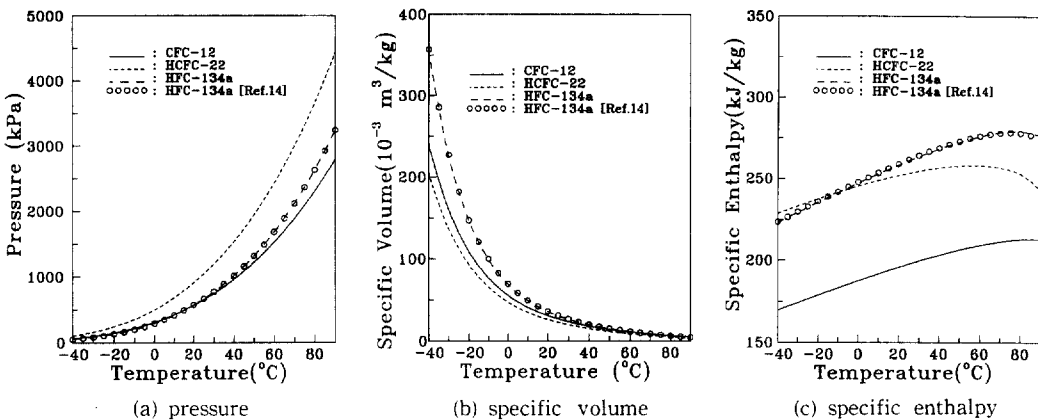 5000
4000
3000
2000
1000
0
Pressure (kPa)
: CFC-12
: HCFC-22
: HFC-134a
: HFC-134a [Ref.14]
-40 -20 0 20 40 60 80
Temperature(°C)
(a) pressure
400
300
200
100
0
Specific Volume(10⁻³ m³/kg)
: CFC-12
: HCFC-22
: HFC-134a
: HFC-134a [Ref.14]
-40 -20 0 20 40 60 80
Temperature (°C)
(b) specific volume
350
300
250
200
150
Specific Enthalpy(kJ/kg)
: CFC-12
: HCFC-22
: HFC-134a
: HFC-134a [Ref.14]
-40 -20 0 20 40 60 80
Temperature(°C)
(c) specific enthalpy